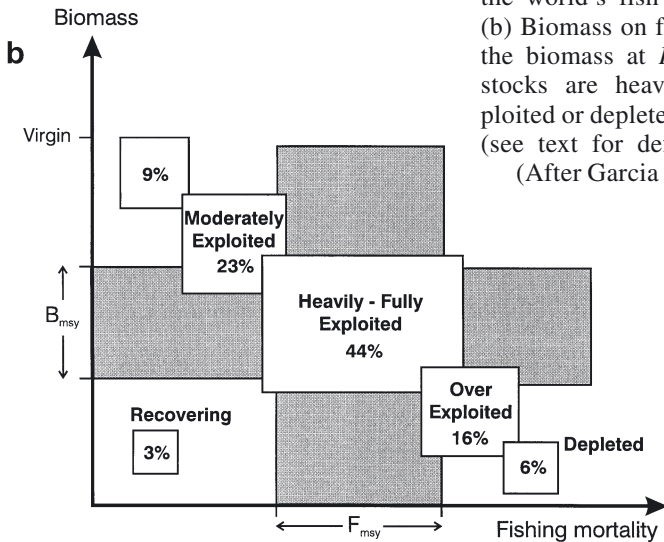 the world's fish
(b) Biomass on f
the biomass at
stocks are heav
ploited or deplete
(see text for de
(After Garcia
Biomass
b
Virgin
9%
Moderately
Exploited
23%
Heavily - Fully
Exploited
44%
Bmsy
Over
Exploited
16%
Recovering
3%
Depleted
6%
Fmsy
Fishing mortality